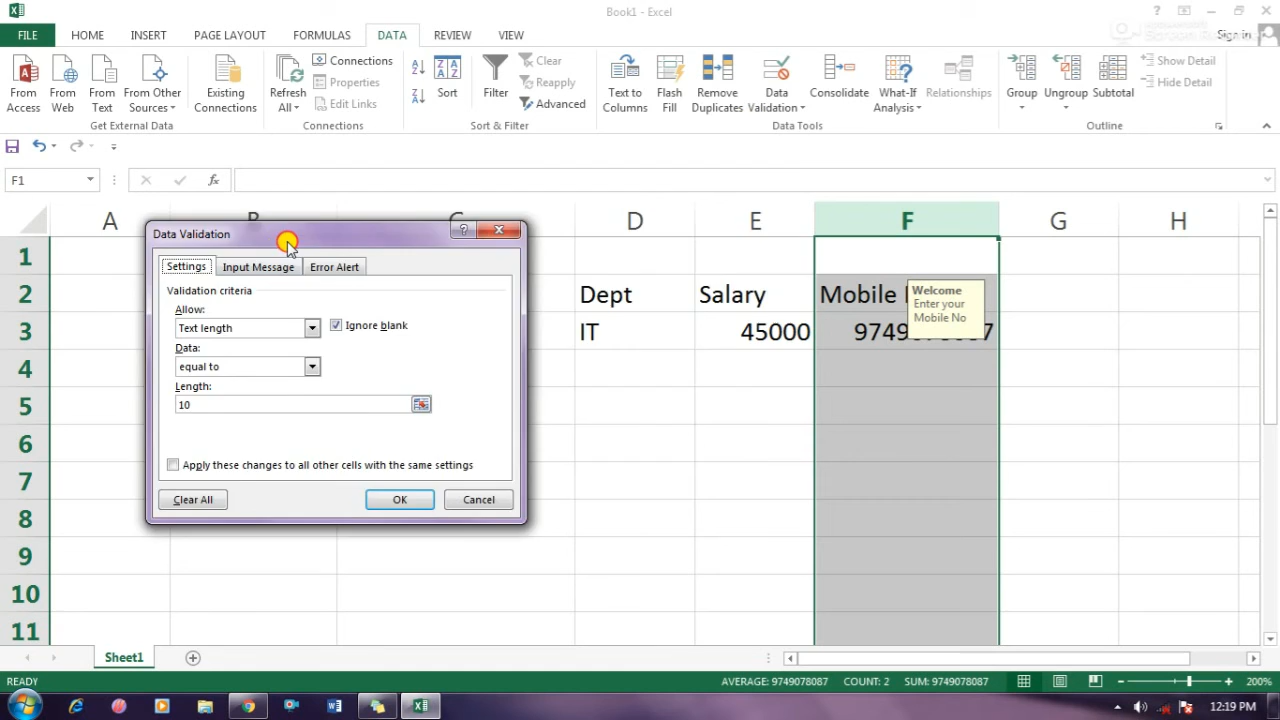 Book1 - Excel
FILE HOME INSERT PAGE LAYOUT FORMULAS DATA REVIEW VIEW Sign in
From Access
From Web
From Text
From Other Sources
Existing Connections
Refresh All
Connections
Properties
Edit Links
Sort
Filter
Clear
Reapply
Advanced
Text to Columns
Flash Fill
Remove Duplicates
Data Validation
Consolidate
What-If Analysis
Relationships
Group
Ungroup
Subtotal
Show Detail
Hide Detail
Get External Data
Connections
Sort & Filter
Data Tools
Outline
F1
fx
A D E F G H
1
2 Dept Salary Mobile
3 IT 45000
4
5
6
7
8
9
10
11
Welcome
Enter your
Mobile No
Data Validation
Settings Input Message Error Alert
Validation criteria
Allow:
Text length
Ignore blank
Data:
equal to
Length:
10
Apply these changes to all other cells with the same settings
Clear All OK Cancel
Sheet1
READY AVERAGE: 9749078087 COUNT: 2 SUM: 9749078087 200%
12:19 PM